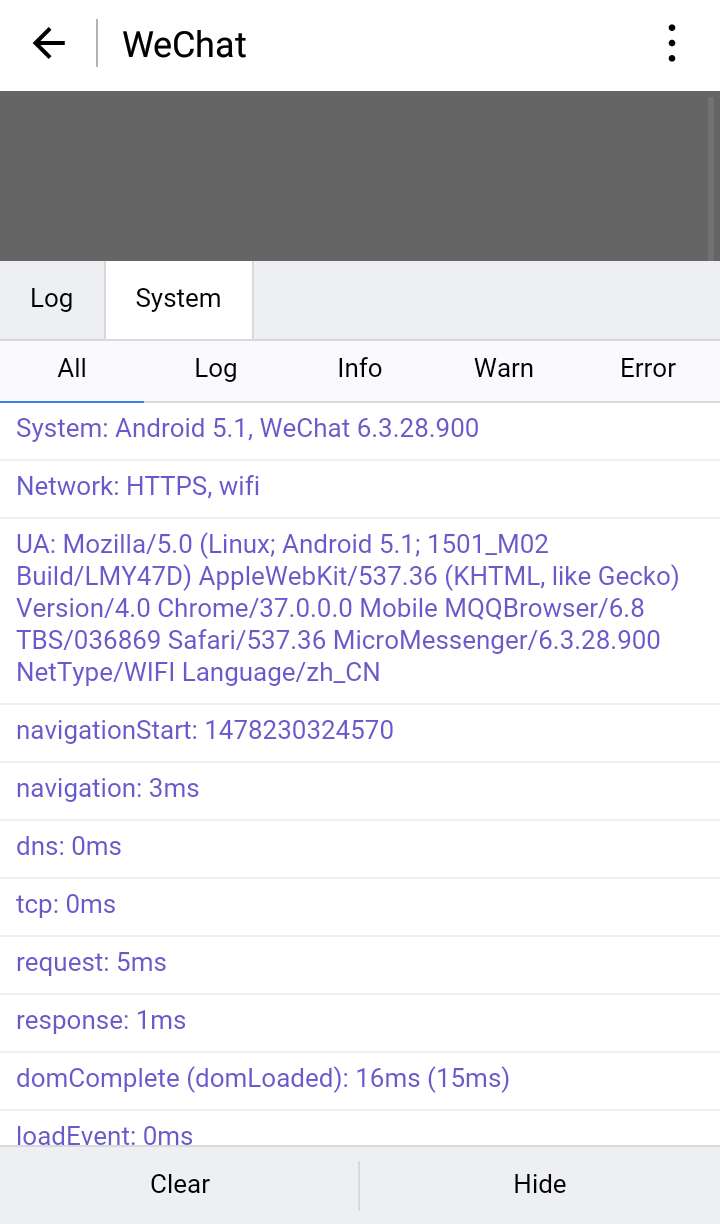 WeChat
Log System
All Log Info Warn Error
System: Android 5.1, WeChat 6.3.28.900
Network: HTTPS, wifi
UA: Mozilla/5.0 (Linux; Android 5.1; 1501_M02
Build/LMY47D) AppleWebKit/537.36 (KHTML, like Gecko)
Version/4.0 Chrome/37.0.0.0 Mobile MQQBrowser/6.8
TBS/036869 Safari/537.36 MicroMessenger/6.3.28.900
NetType/WIFI Language/zh_CN
navigationStart: 1478230324570
navigation: 3ms
dns: 0ms
tcp: 0ms
request: 5ms
response: 1ms
domComplete (domLoaded): 16ms (15ms)
loadEvent: 0ms
Clear Hide